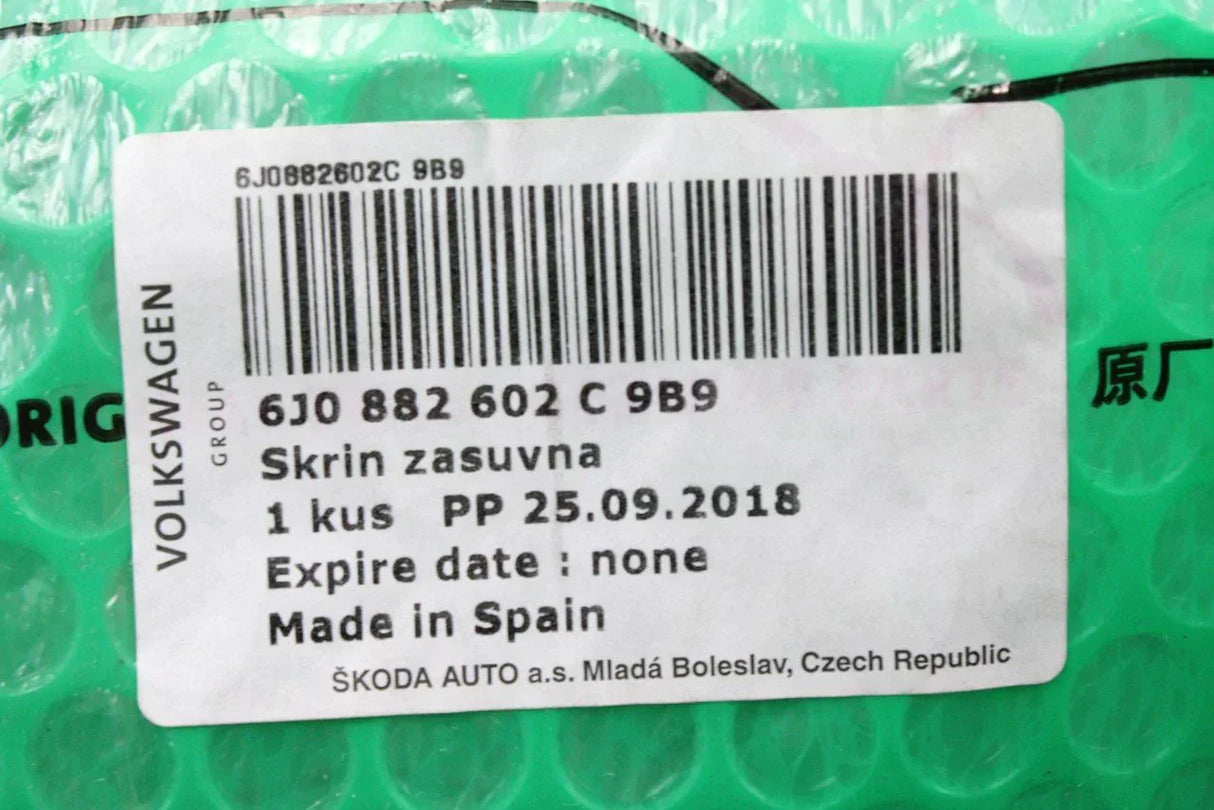 6J0882602C 9B9
VOLKSWAGEN
GROUP
6J0 882 602 C 9B9
Skrin zasuvna
1 kus PP 25.09.2018
Expire date : none
Made in Spain
ŠKODA AUTO a.s. Mladá Boleslav, Czech Republic
ORIG
原厂